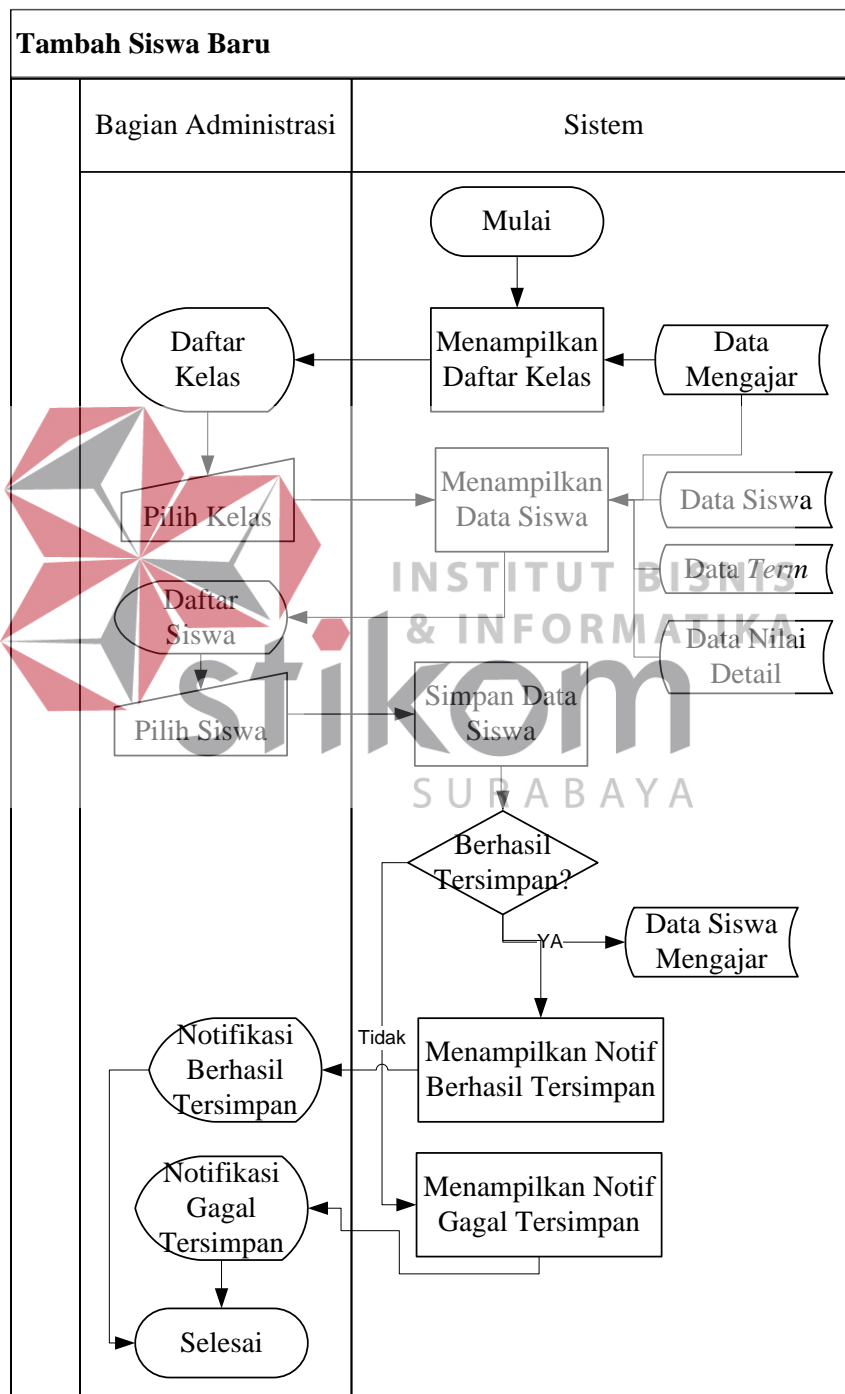 Tambah Siswa Baru
Bagian Administrasi
Sistem
Mulai
Daftar
Kelas
Menampilkan
Daftar Kelas
Data
Mengajar
Pilih Kelas
Menampilkan
Data Siswa
Data Siswa
Data Term
Data Nilai
Detail
Daftar
Siswa
Pilih Siswa
Simpan Data
Siswa
INSTITUT BISNIS
& INFORMATIKA
stikom
SURABAYA
Berhasil
Tersimpan?
YA
Data Siswa
Mengajar
Tidak
Notifikasi
Berhasil
Tersimpan
Menampilkan Notif
Berhasil Tersimpan
Notifikasi
Gagal
Tersimpan
Menampilkan Notif
Gagal Tersimpan
Selesai